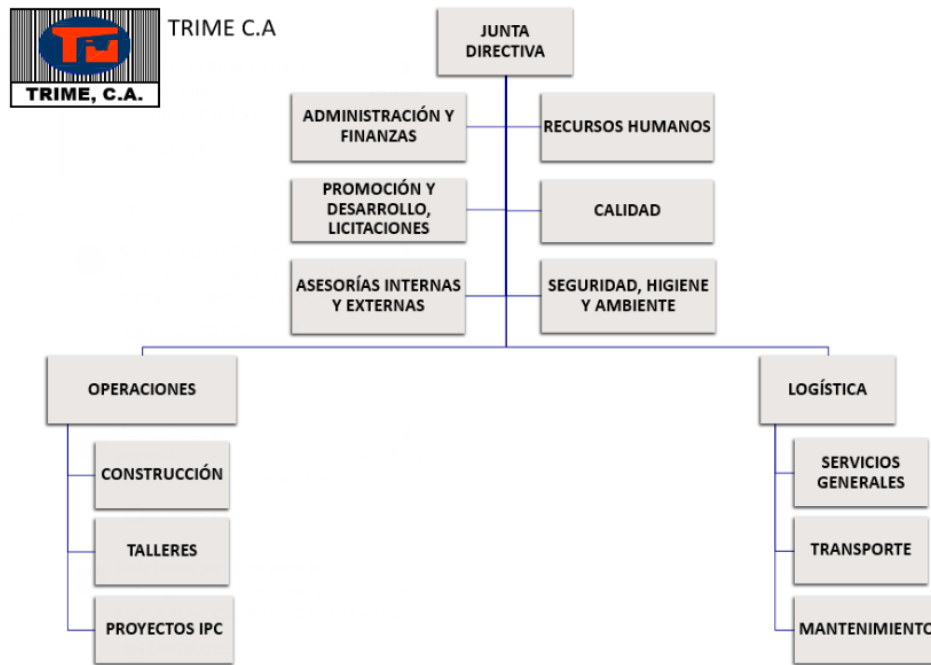 TRIME C.A
TRIME, C.A.
JUNTA
DIRECTIVA
ADMINISTRACIÓN Y
FINANZAS
RECURSOS HUMANOS
PROMOCIÓN Y
DESARROLLO,
LICITACIONES
CALIDAD
ASESORÍAS INTERNAS
Y EXTERNAS
SEGURIDAD, HIGIENE
Y AMBIENTE
OPERACIONES
LOGÍSTICA
CONSTRUCCIÓN
TALLERES
PROYECTOS IPC
SERVICIOS
GENERALES
TRANSPORTE
MANTENIMIENTO